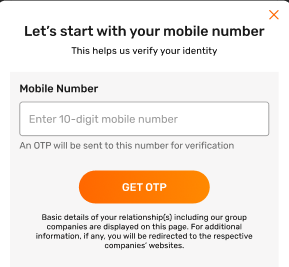 Let's start with your mobile number
This helps us verify your identity
Mobile Number
Enter 10-digit mobile number
An OTP will be sent to this number for verification
GET OTP
Basic details of your relationship(s) including our group
companies are displayed on this page. For additional
information, if any, you will be redirected to the respective
companies' websites.